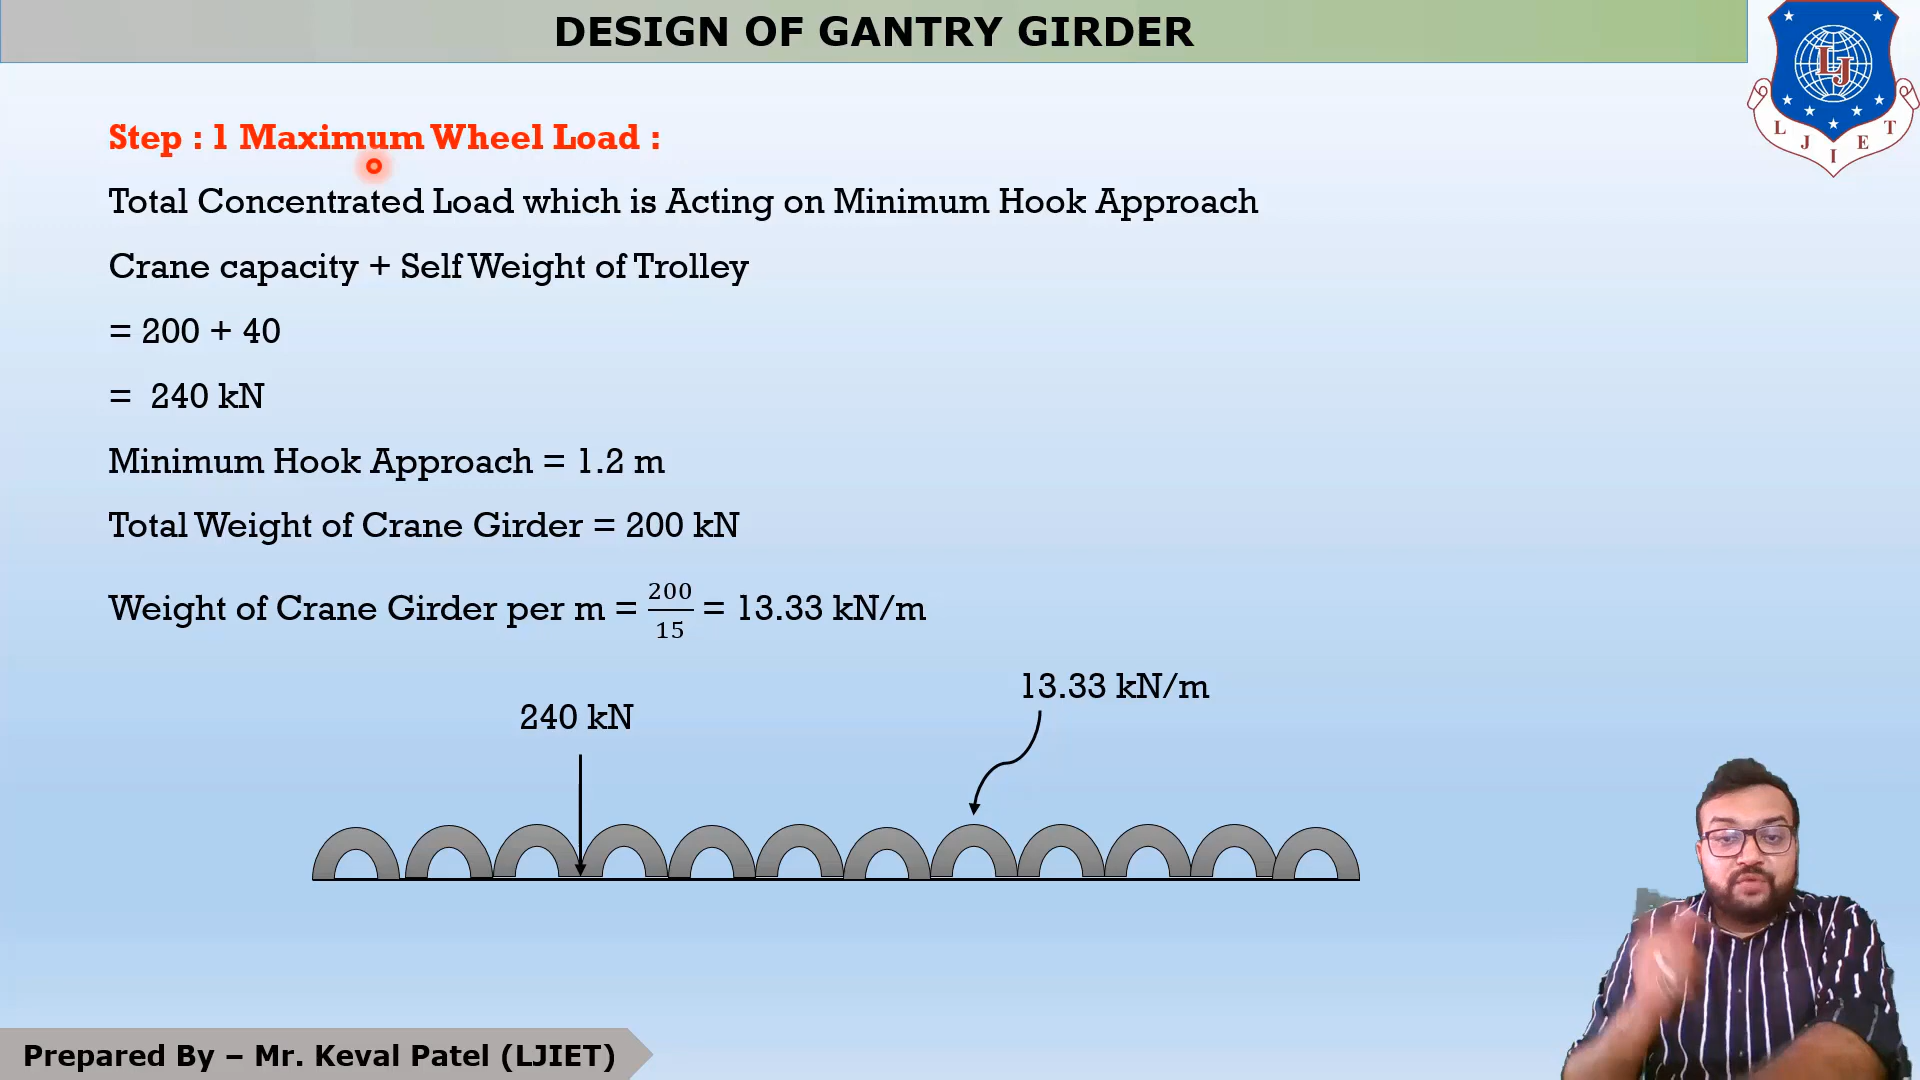 DESIGN OF GANTRY GIRDER
L J I E T
LJ
Step : 1 Maximum Wheel Load :
Total Concentrated Load which is Acting on Minimum Hook Approach
Crane capacity + Self Weight of Trolley
= 200 + 40
= 240 kN
Minimum Hook Approach = 1.2 m
Total Weight of Crane Girder = 200 kN
Weight of Crane Girder per m = 200/15 = 13.33 kN/m
13.33 kN/m
240 kN
Prepared By – Mr. Keval Patel (LJIET)